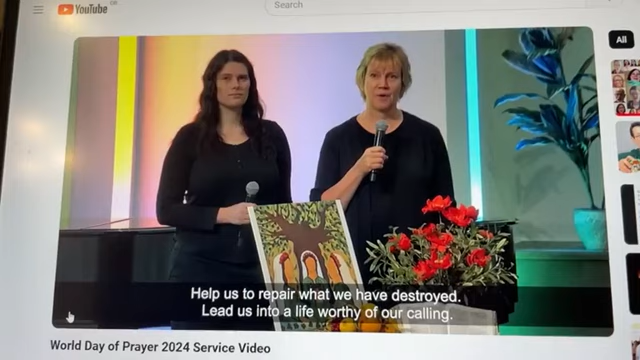 YouTube
Search
All
Help us to repair what we have destroyed.
Lead us into a life worthy of our calling.
World Day of Prayer 2024 Service Video